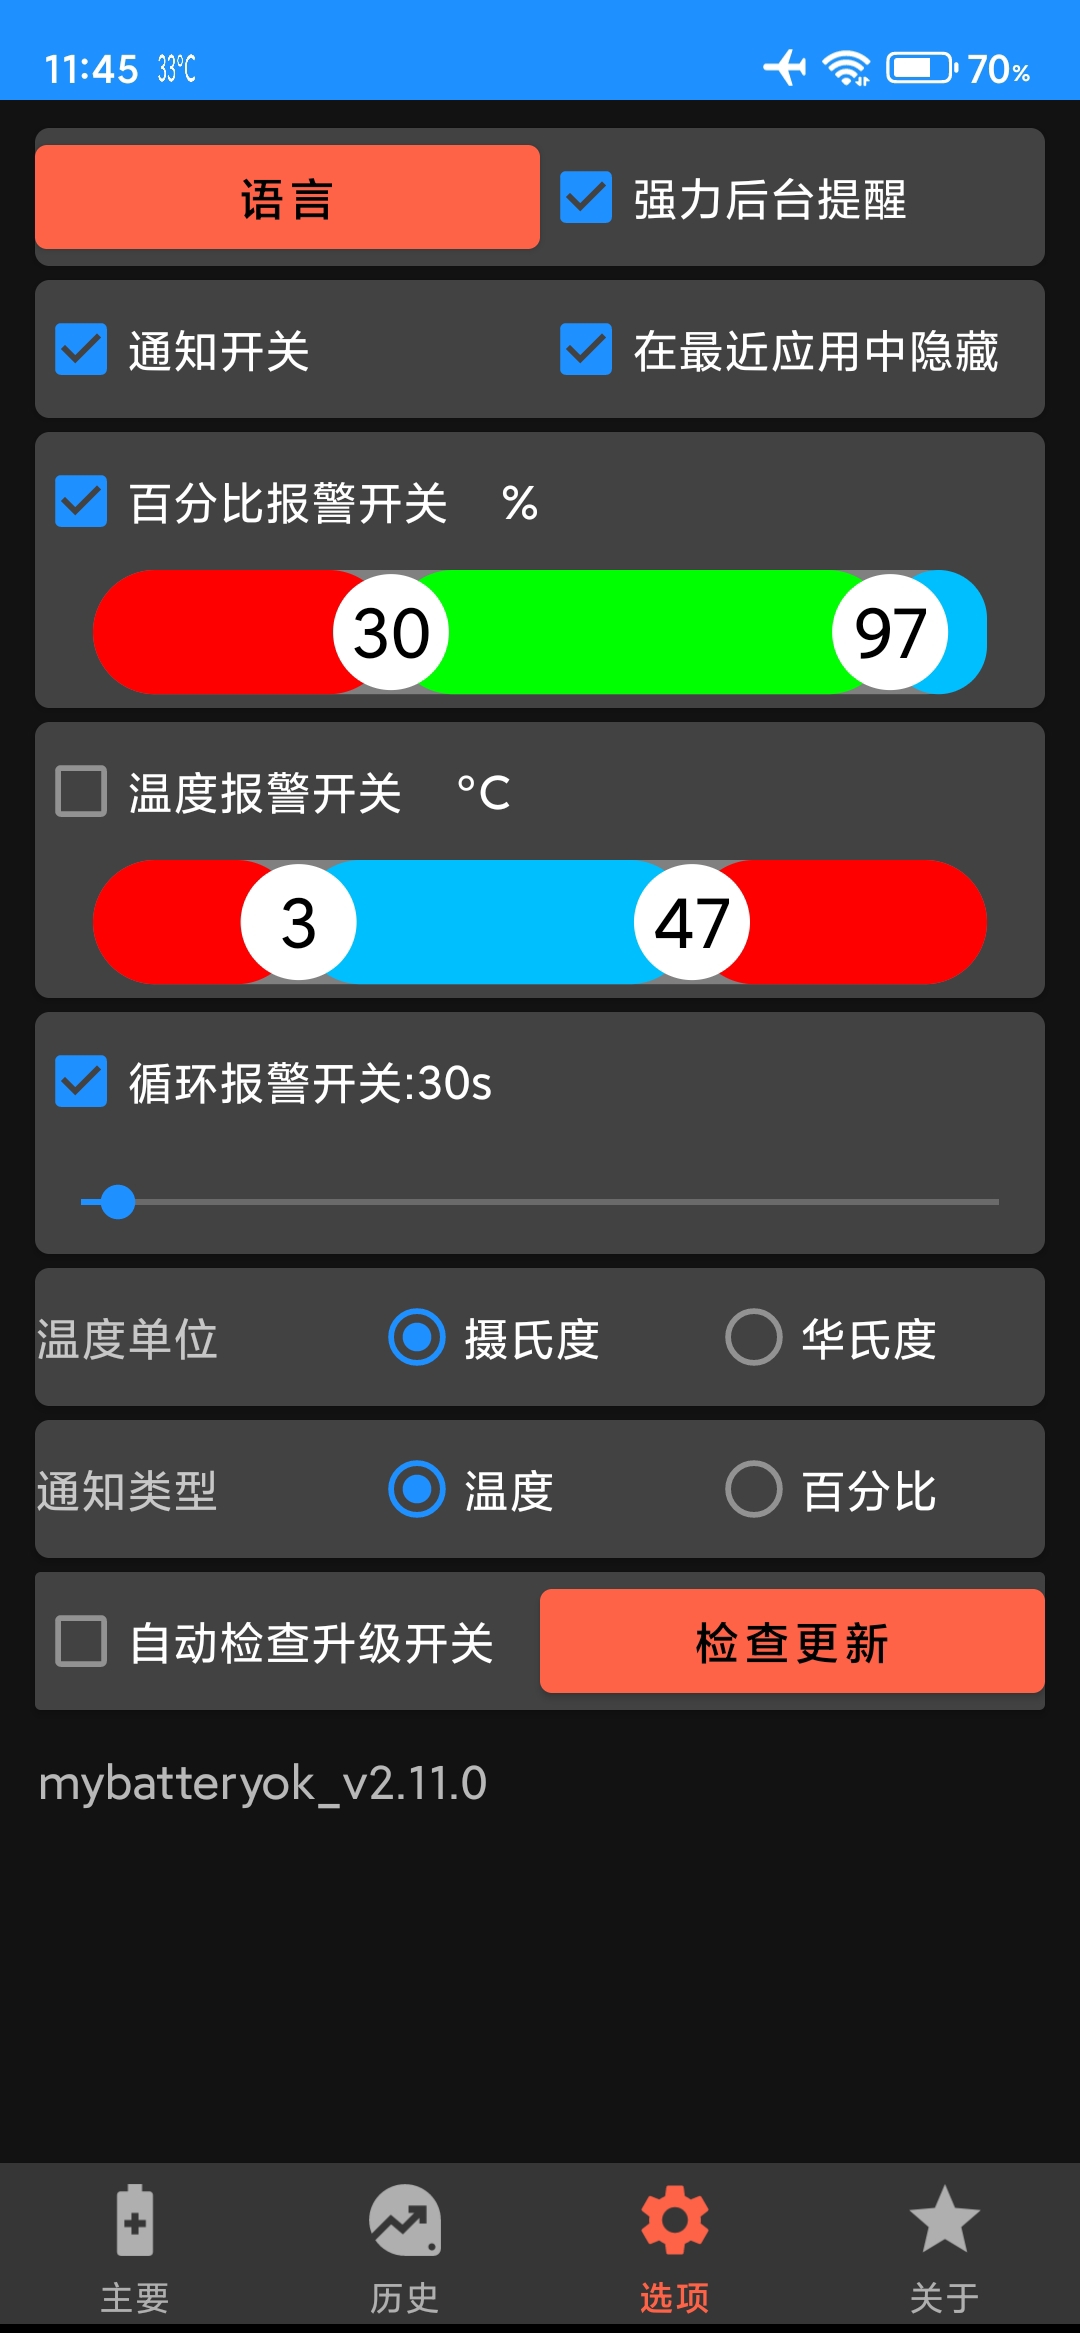 11:45 33°C 70%
语言 强力后台提醒
通知开关 在最近应用中隐藏
百分比报警开关 %
30 97
温度报警开关 °C
3 47
循环报警开关:30s
温度单位 摄氏度 华氏度
通知类型 温度 百分比
自动检查升级开关 检查更新
mybatteryok_v2.11.0
主要 历史 选项 关于